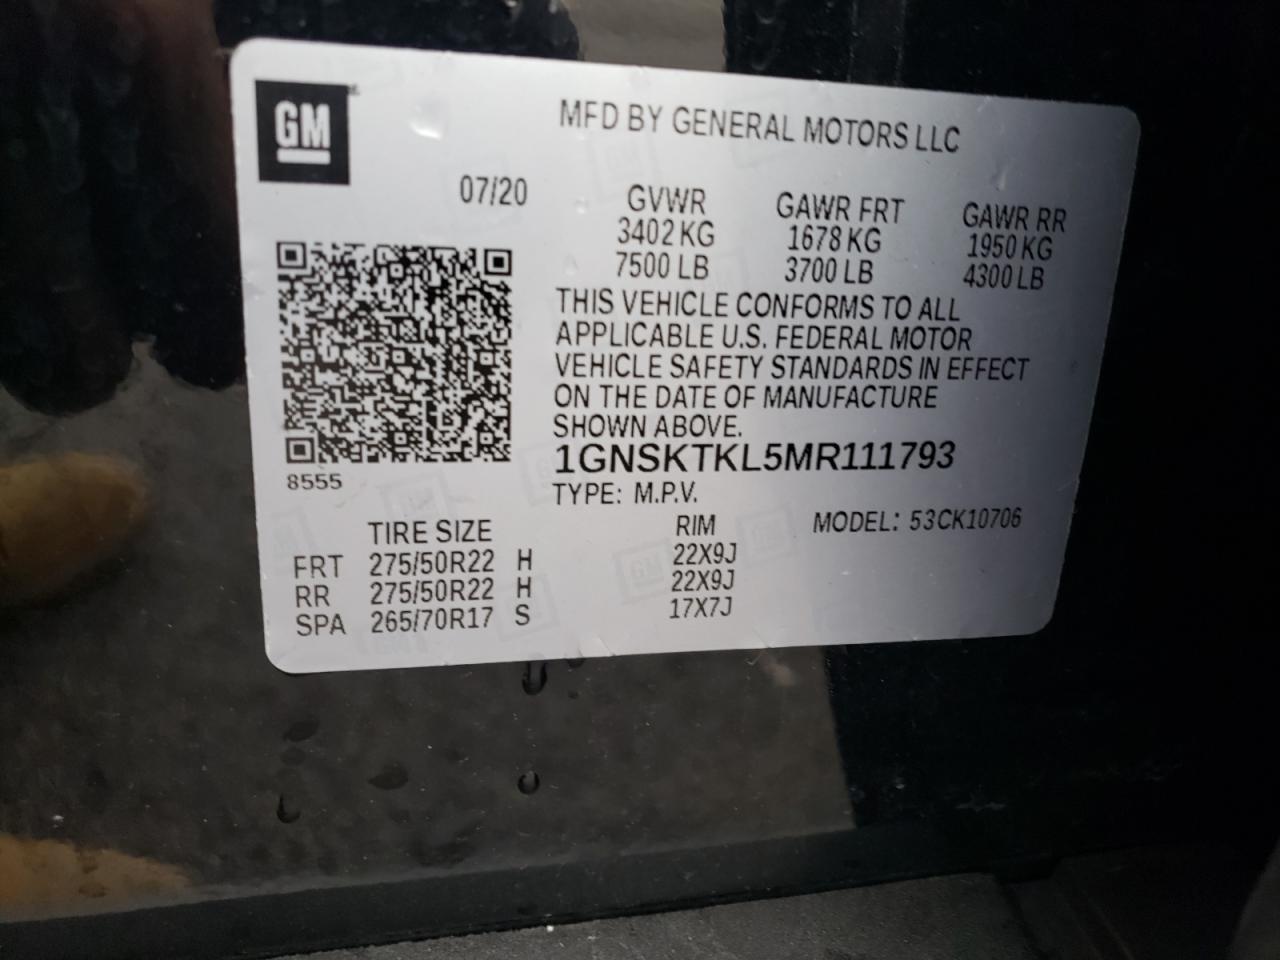 GM
MFD BY GENERAL MOTORS LLC
07/20
GVWR GAWR FRT GAWR RR
3402 KG 1678 KG 1950 KG
7500 LB 3700 LB 4300 LB
THIS VEHICLE CONFORMS TO ALL
APPLICABLE U.S. FEDERAL MOTOR
VEHICLE SAFETY STANDARDS IN EFFECT
ON THE DATE OF MANUFACTURE
SHOWN ABOVE.
1GNSKTKL5MR111793
8555
TYPE: M.P.V.
TIRE SIZE RIM MODEL: 53CK10706
FRT 275/50R22 H 22X9J
RR 275/50R22 H 22X9J
SPA 265/70R17 S 17X7J